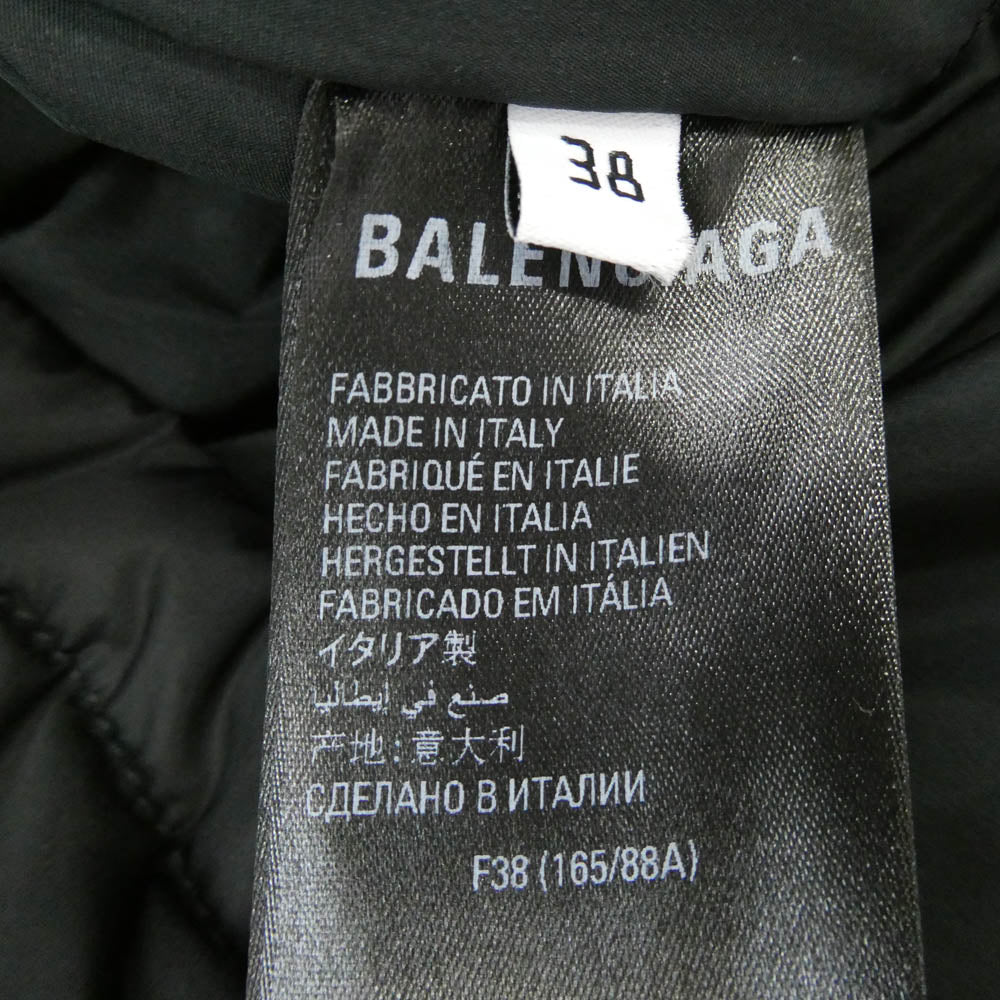 38
BALENCIAGA
FABBRICATO IN ITALIA
MADE IN ITALY
FABRIQUÉ EN ITALIE
HECHO EN ITALIA
HERGESTELLT IN ITALIEN
FABRICADO EM ITÁLIA
イタリア製
صنع في إيطاليا
产地:意大利
СДЕЛАНО В ИТАЛИИ
F38 (165/88A)